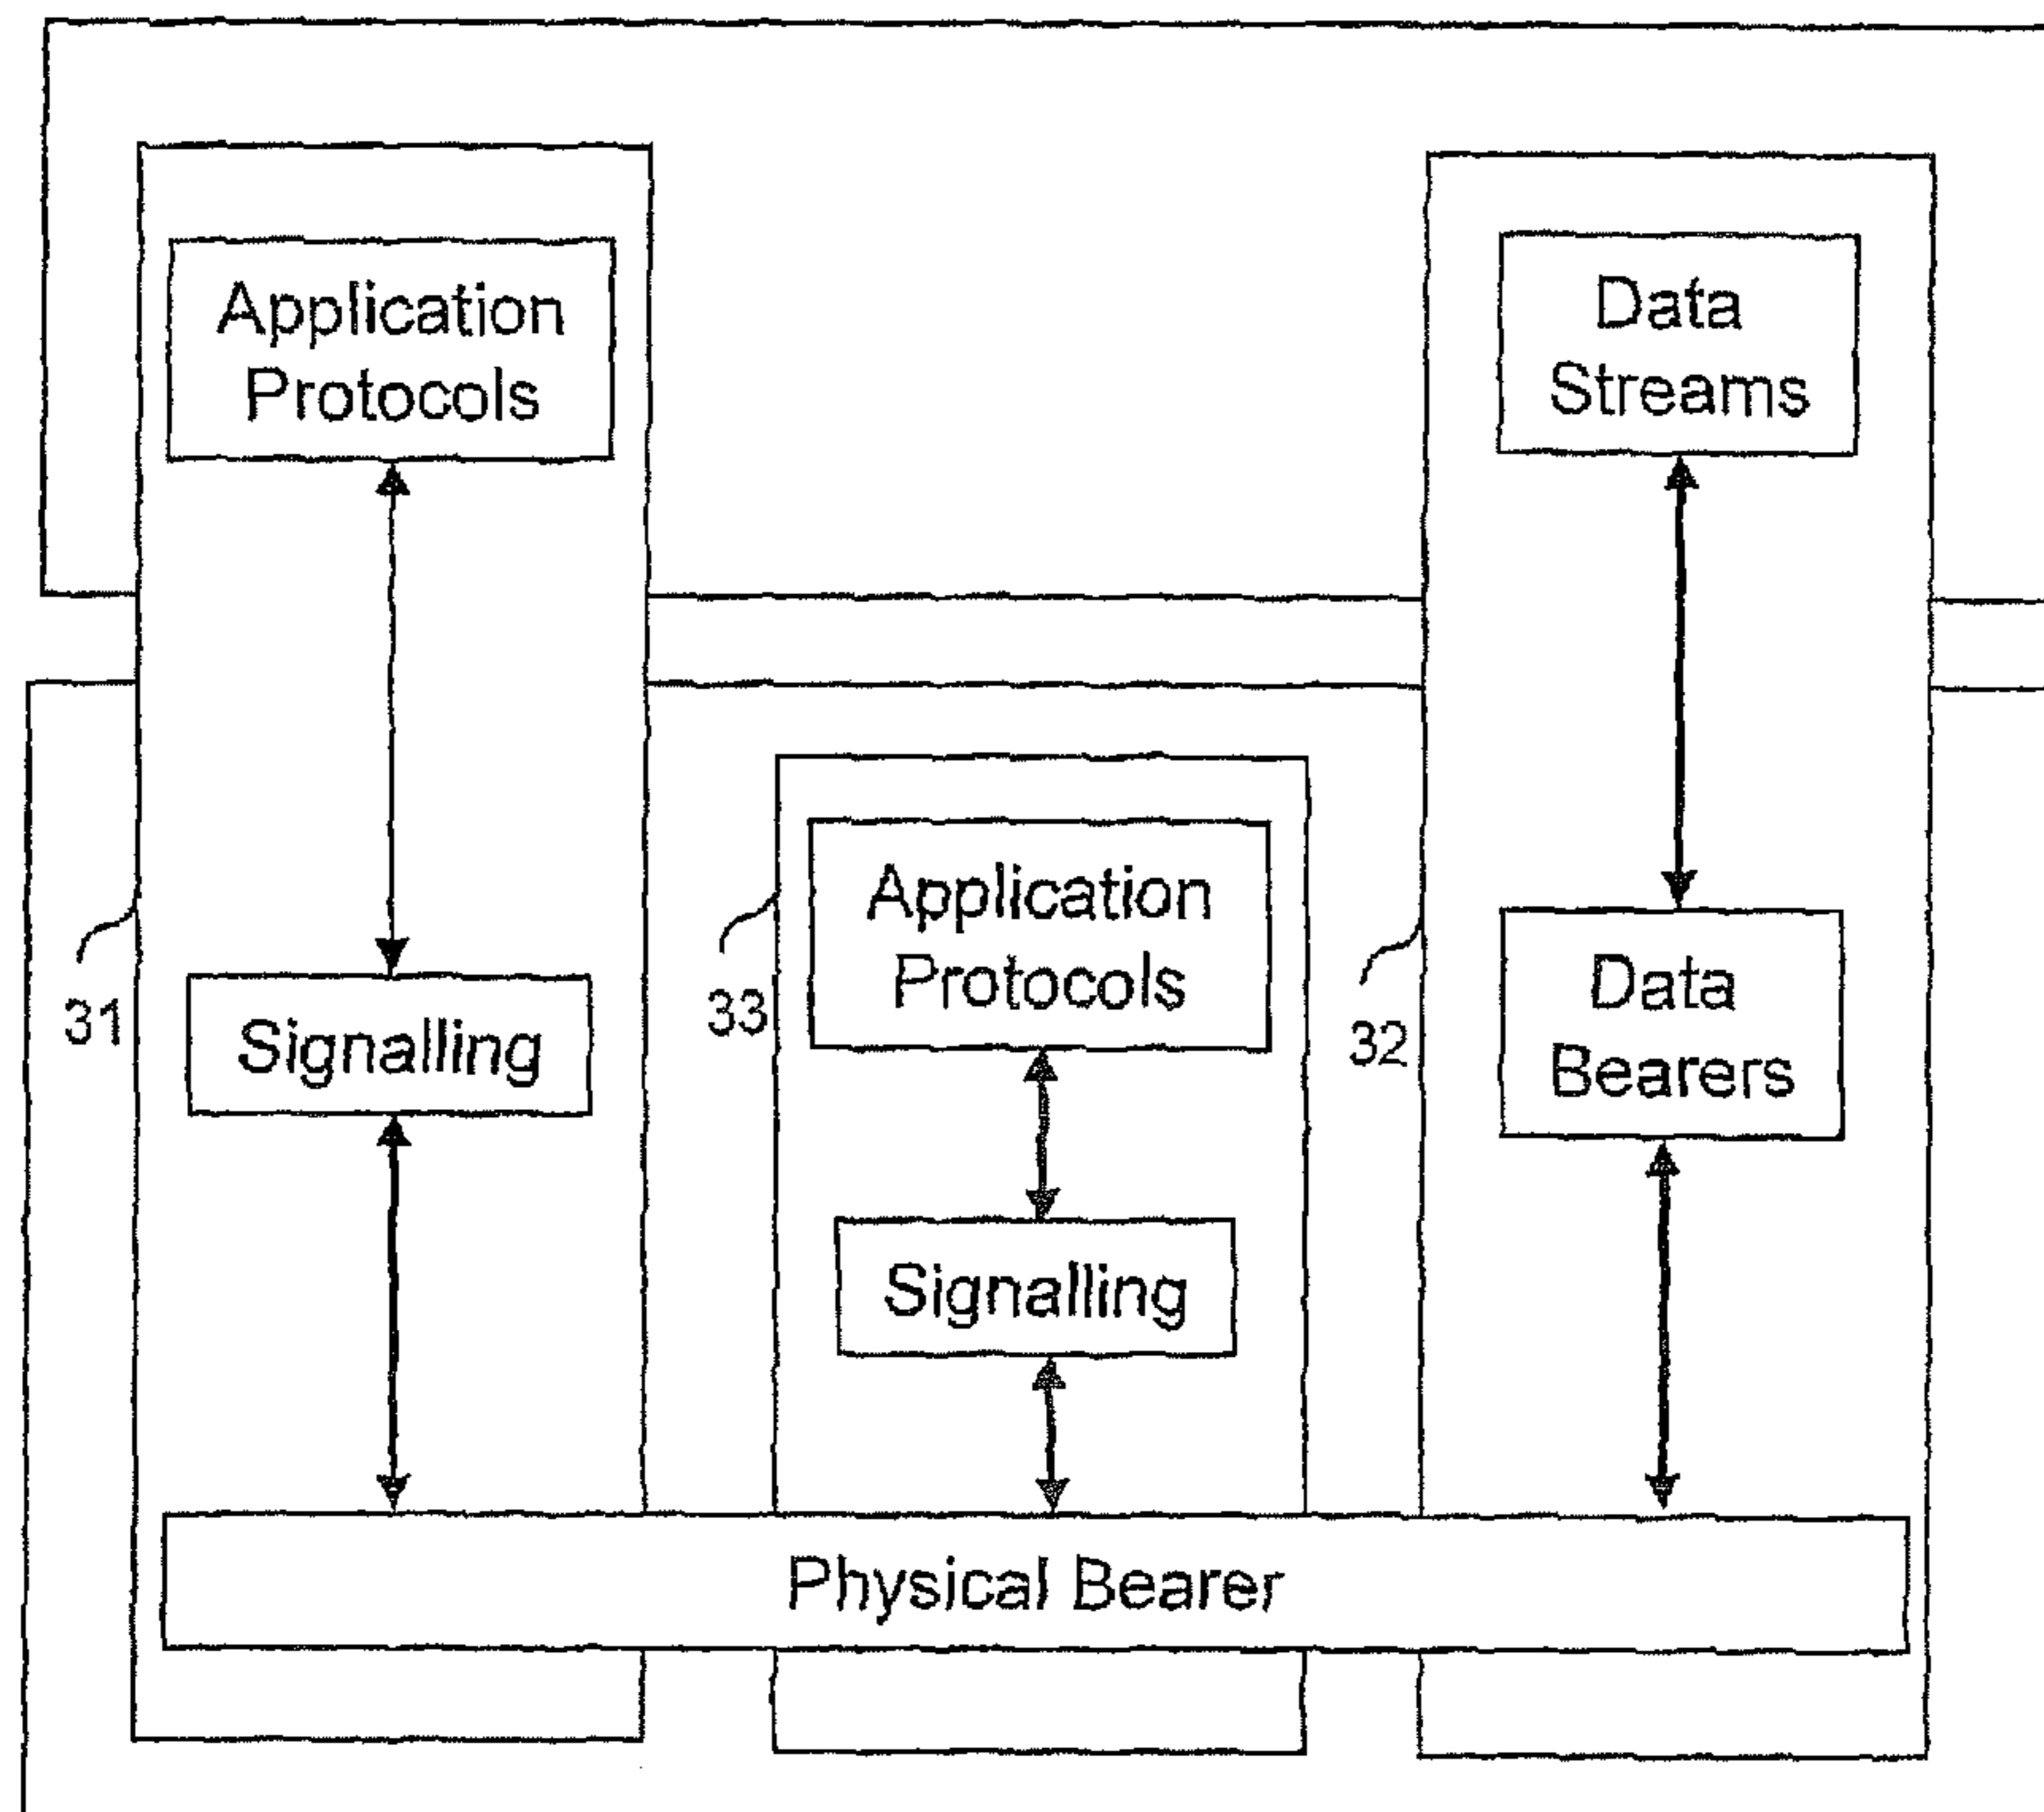 Application
Protocols
Data
Streams
31
Signalling
33
Application
Protocols
Signalling
32
Data
Bearers
Physical Bearer